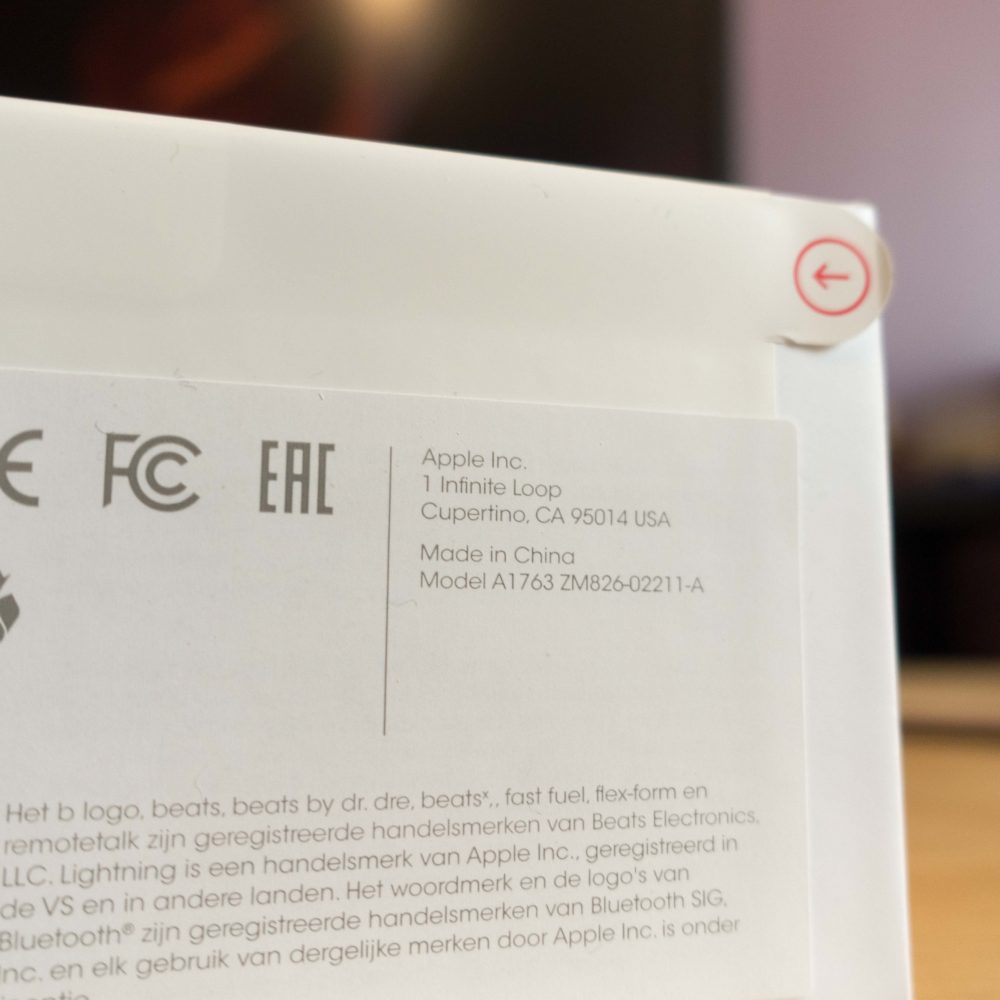 CE FC EAC
Apple Inc.
1 Infinite Loop
Cupertino, CA 95014 USA
Made in China
Model A1763 ZM826-02211-A
Het b logo, beats, beats by dr. dre, beatsˣ,, fast fuel, flex-form en
remotetalk zijn geregistreerde handelsmerken van Beats Electronics,
LLC. Lightning is een handelsmerk van Apple Inc., geregistreerd in
de VS en in andere landen. Het woordmerk en de logo's van
Bluetooth® zijn geregistreerde handelsmerken van Bluetooth SIG,
Inc. en elk gebruik van dergelijke merken door Apple Inc. is onder